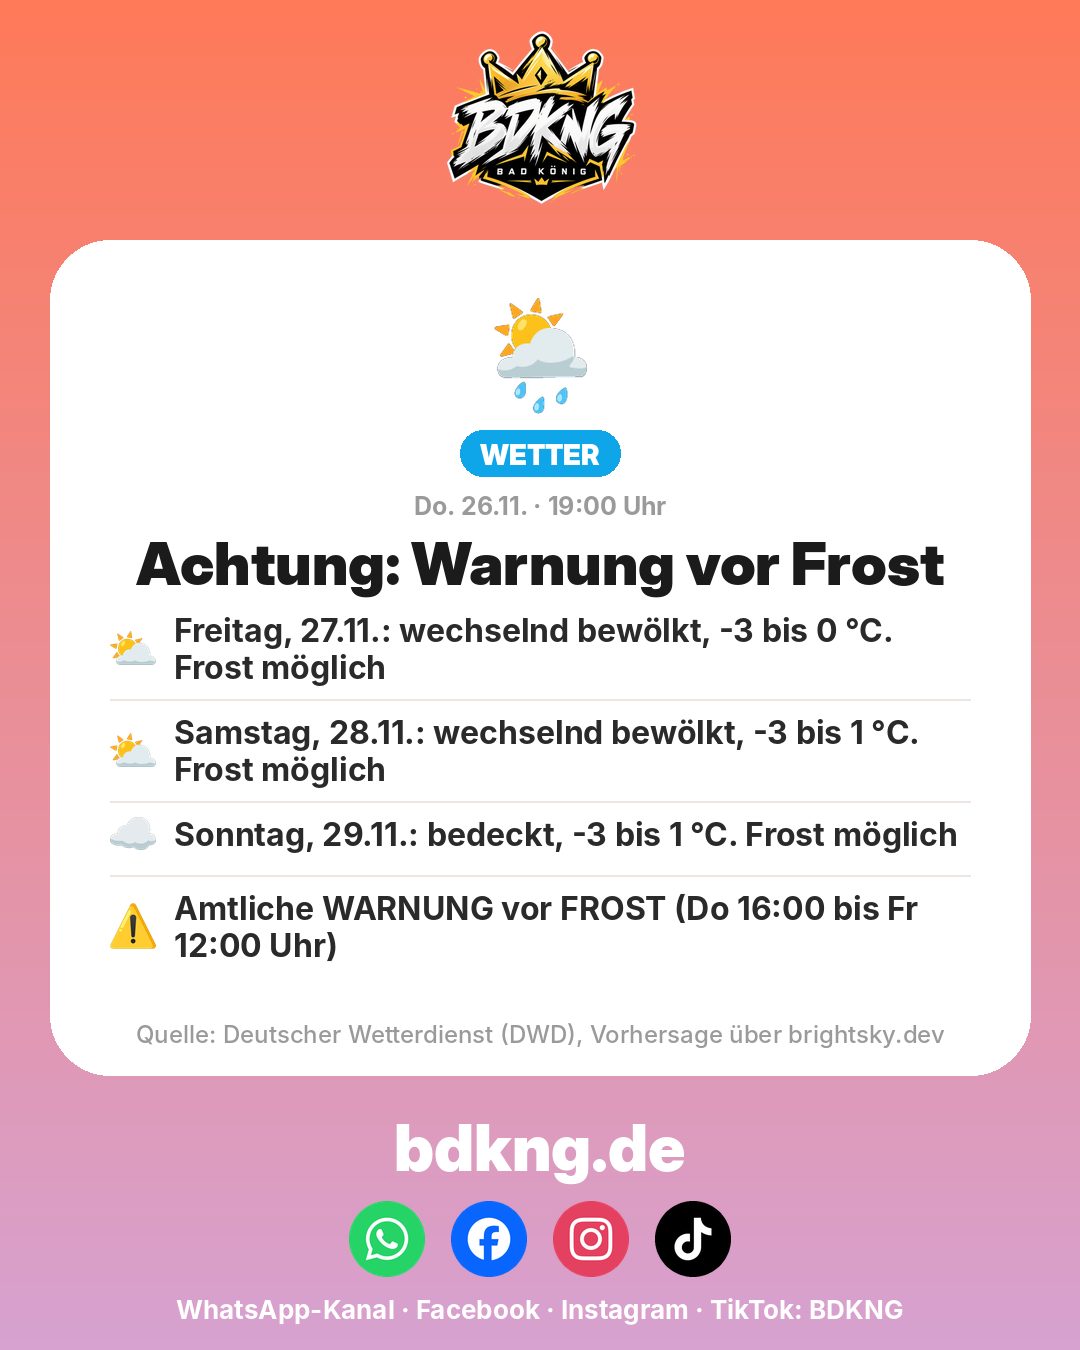 BDKNG
BAD KÖNIG
WETTER
Do. 26.11. · 19:00 Uhr
Achtung: Warnung vor Frost
Freitag, 27.11.: wechselnd bewölkt, -3 bis 0 °C.
Frost möglich
Samstag, 28.11.: wechselnd bewölkt, -3 bis 1 °C.
Frost möglich
Sonntag, 29.11.: bedeckt, -3 bis 1 °C. Frost möglich
Amtliche WARNUNG vor FROST (Do 16:00 bis Fr
12:00 Uhr)
Quelle: Deutscher Wetterdienst (DWD), Vorhersage über brightsky.dev
bdkng.de
WhatsApp-Kanal · Facebook · Instagram · TikTok: BDKNG